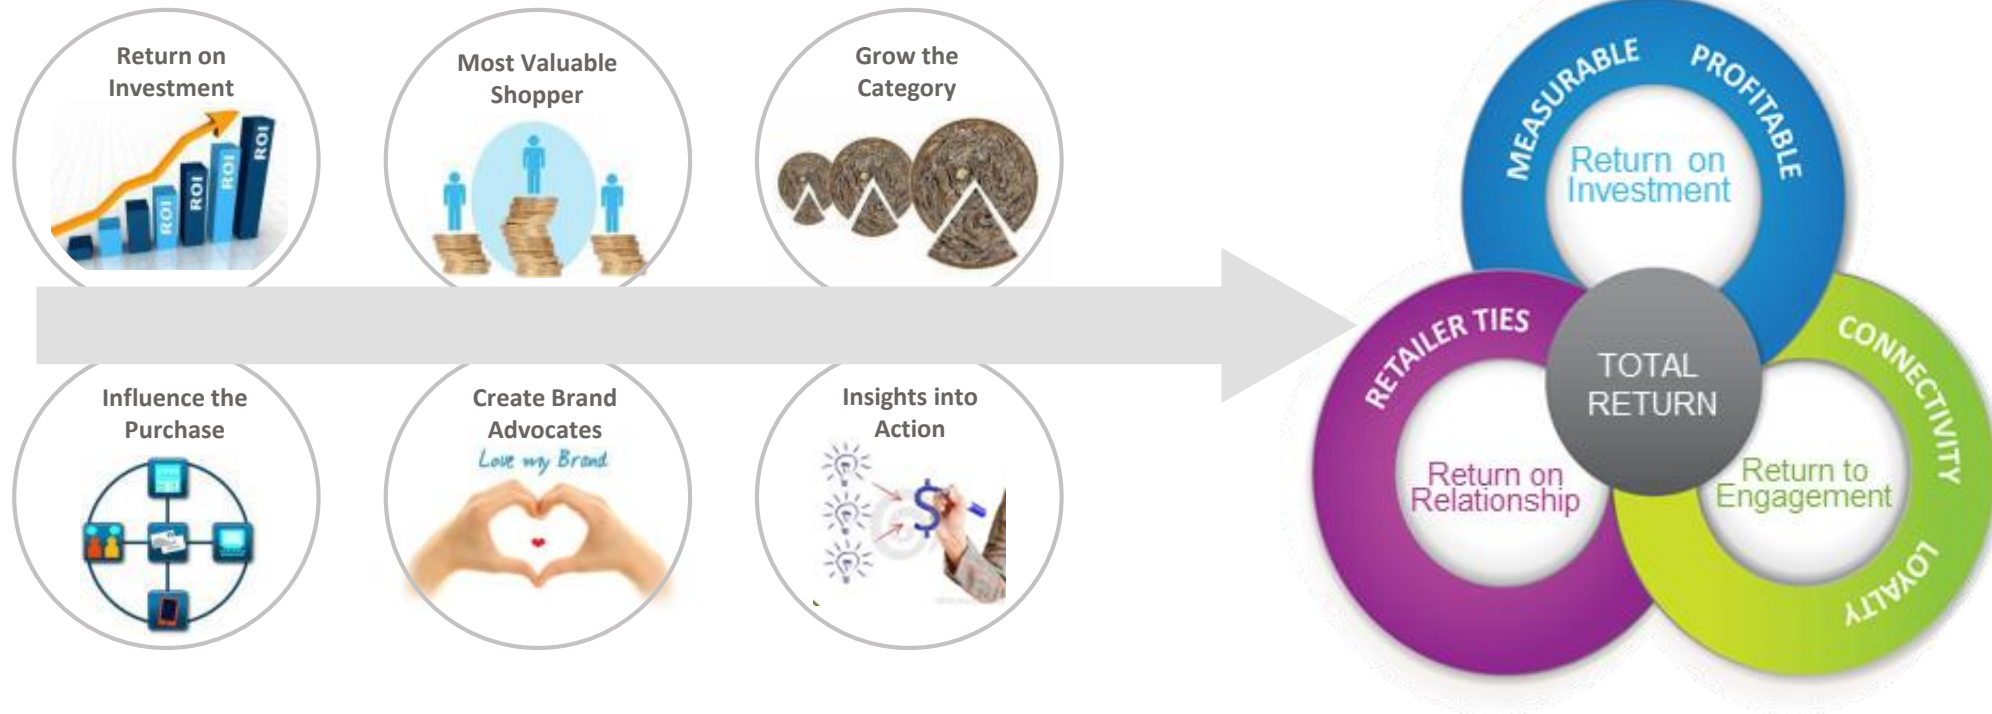 Return on
Investment
ROI
ROI
ROI
ROI
Most Valuable
Shopper
Grow the
Category
Influence the
Purchase
Create Brand
Advocates
Love my Brand
Insights into
Action
$
MEASURABLE
PROFITABLE
Return on
Investment
RETAILER TIES
Return on
Relationship
TOTAL
RETURN
CONNECTIVITY
Return to
Engagement
LOYALTY